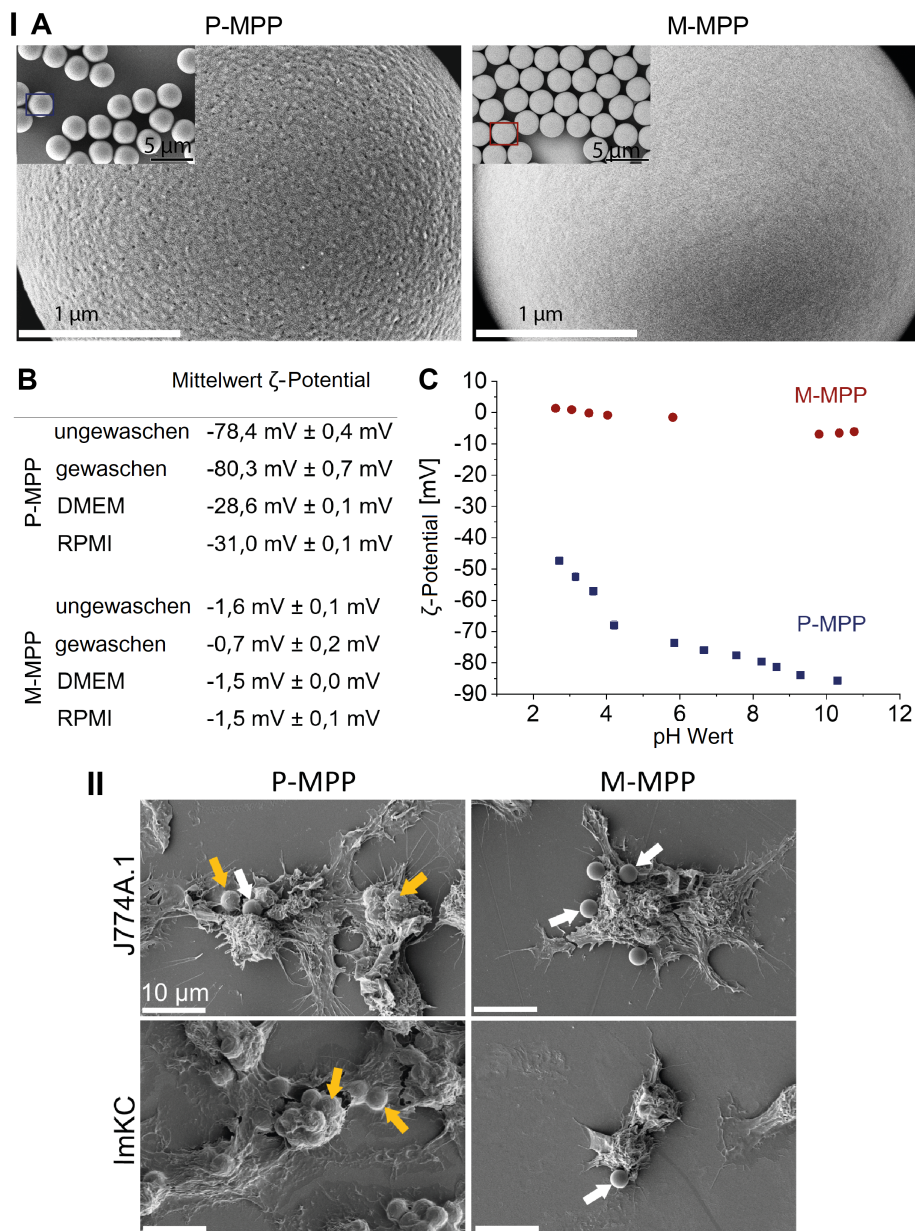 I A P-MPP M-MPP
5 µm 5 µm
1 µm 1 µm
B Mittelwert ζ-Potential
P-MPP
ungewaschen -78,4 mV ± 0,4 mV
gewaschen -80,3 mV ± 0,7 mV
DMEM -28,6 mV ± 0,1 mV
RPMI -31,0 mV ± 0,1 mV
M-MPP
ungewaschen -1,6 mV ± 0,1 mV
gewaschen -0,7 mV ± 0,2 mV
DMEM -1,5 mV ± 0,0 mV
RPMI -1,5 mV ± 0,1 mV
C
ζ-Potential [mV]
10
0
-10
-20
-30
-40
-50
-60
-70
-80
-90
M-MPP
P-MPP
2 4 6 8 10 12
pH Wert
II P-MPP M-MPP
J774A.1
10 µm
ImKC